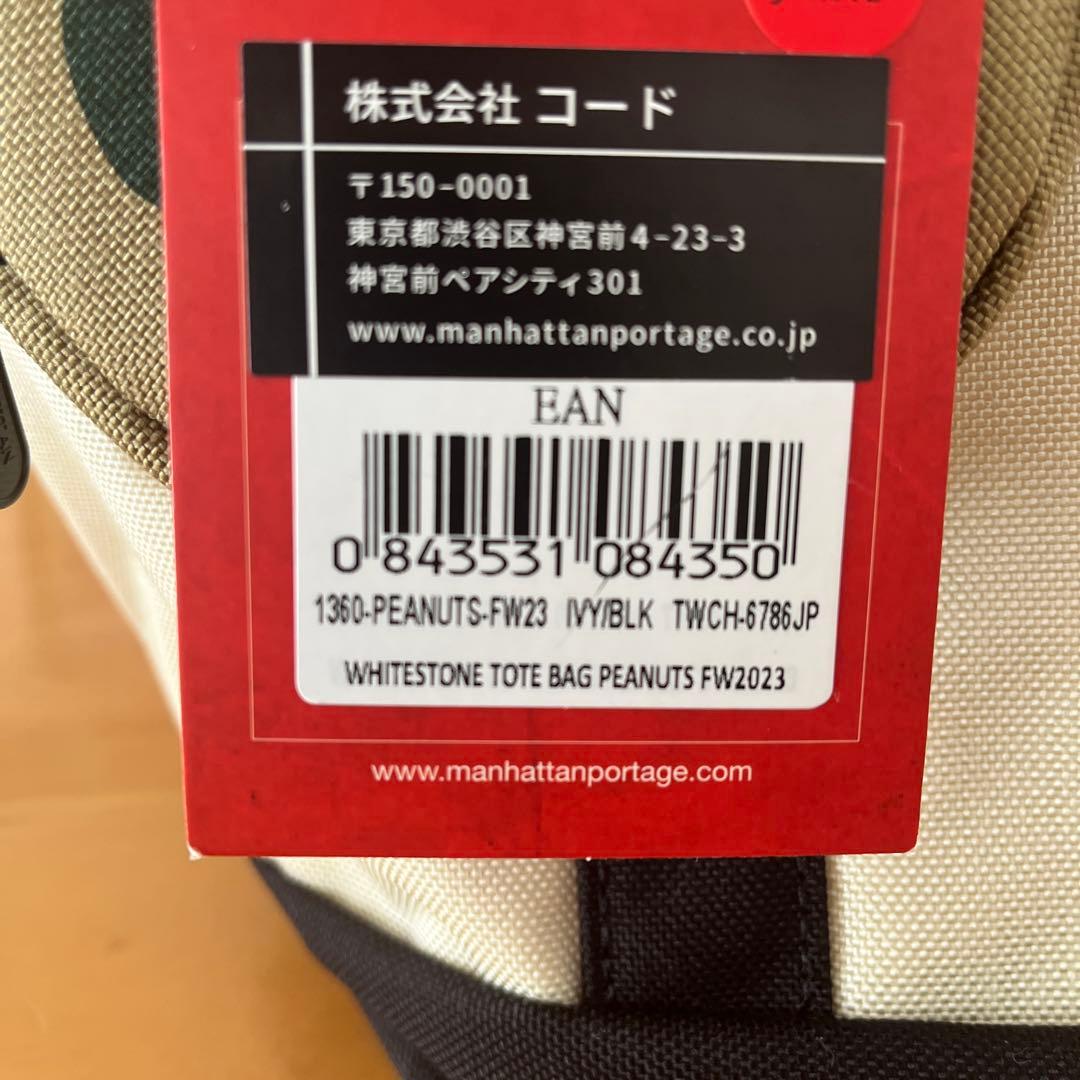 株式会社 コード
〒150-0001
東京都渋谷区神宮前4-23-3
神宮前ペアシティ301
www.manhattanportage.co.jp
EAN
0 843531 084350
1360-PEANUTS-FW23 IVY/BLK TWCH-6786JP
WHITESTONE TOTE BAG PEANUTS FW2023
www.manhattanportage.com